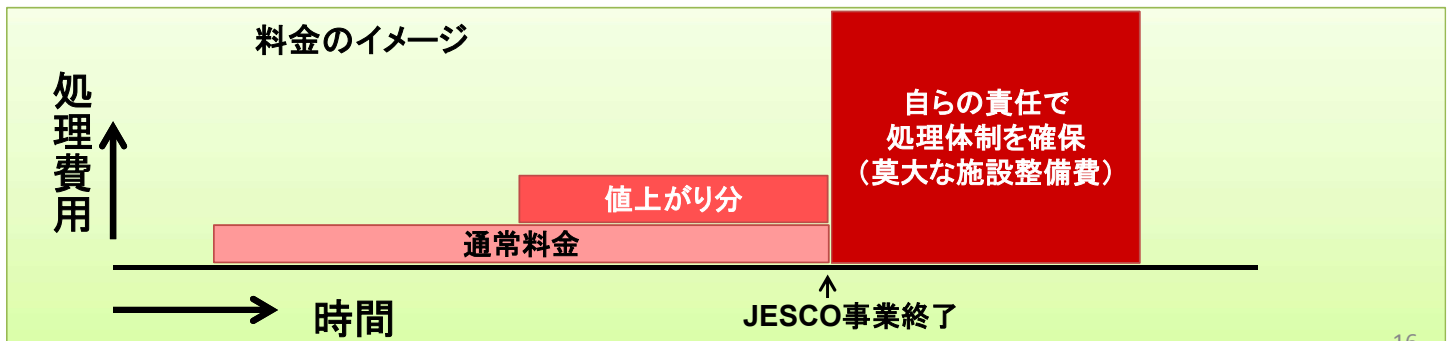 料金のイメージ
処理費用
自らの責任で
処理体制を確保
（莫大な施設整備費）
値上がり分
通常料金
時間
JESCO事業終了
16